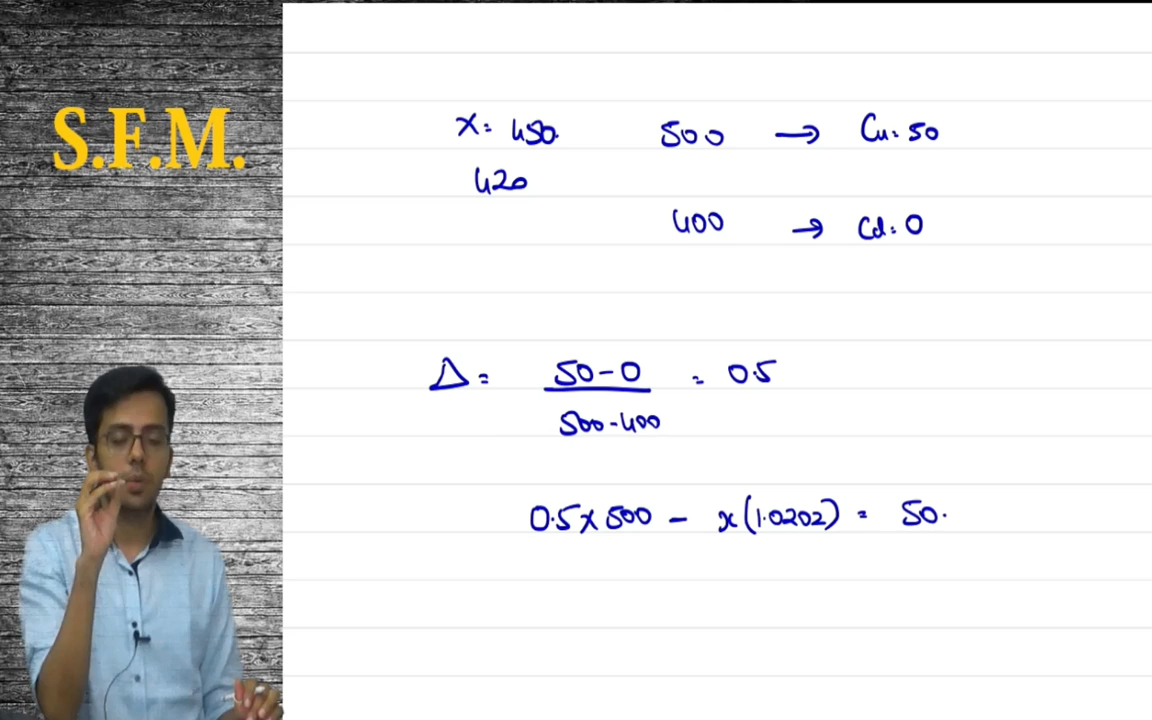 S.F.M.
X = 450. 500 → Cu = 50
420
400 → Cd = 0
Δ = 50 - 0 = 0.5
500 - 400
0.5 x 500 - x (1.0202) = 50.